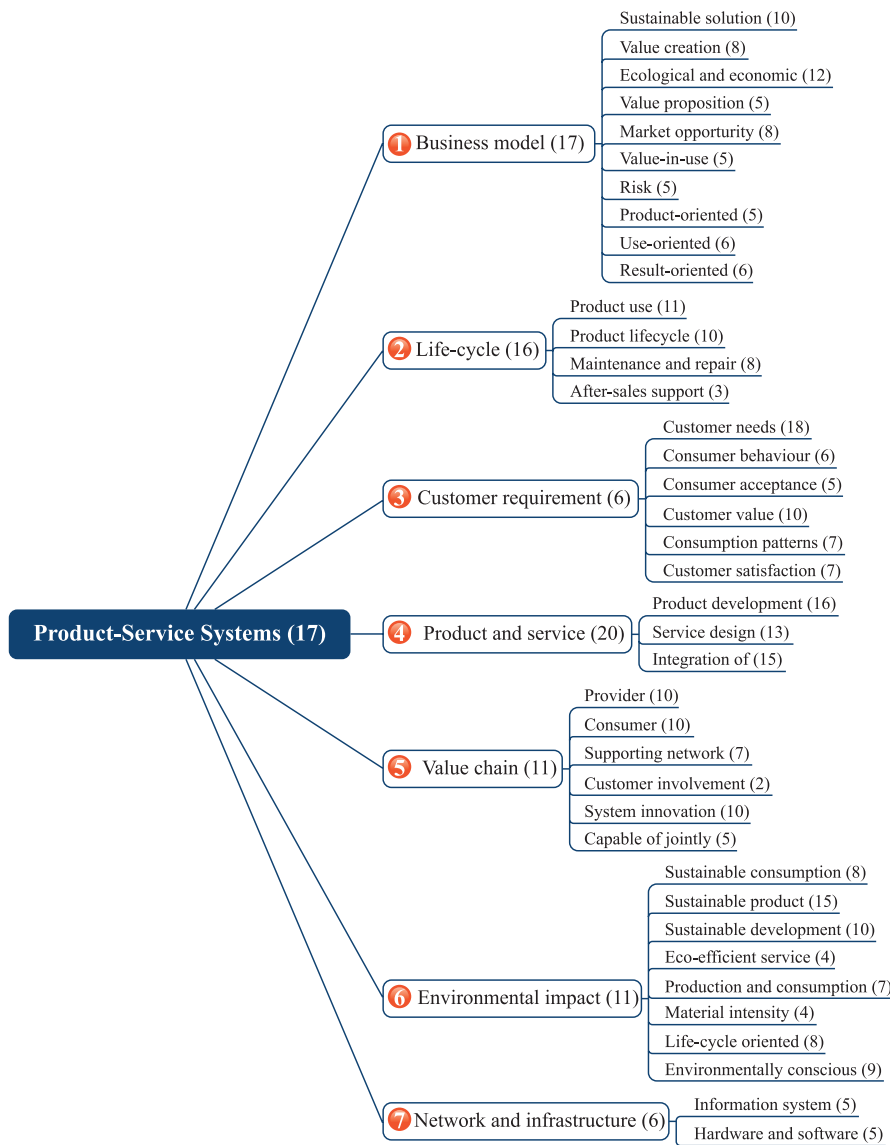 Product-Service Systems (17)
1 Business model (17)
Sustainable solution (10)
Value creation (8)
Ecological and economic (12)
Value proposition (5)
Market opportunity (8)
Value-in-use (5)
Risk (5)
Product-oriented (5)
Use-oriented (6)
Result-oriented (6)
2 Life-cycle (16)
Product use (11)
Product lifecycle (10)
Maintenance and repair (8)
After-sales support (3)
3 Customer requirement (6)
Customer needs (18)
Consumer behaviour (6)
Consumer acceptance (5)
Customer value (10)
Consumption patterns (7)
Customer satisfaction (7)
4 Product and service (20)
Product development (16)
Service design (13)
Integration of (15)
5 Value chain (11)
Provider (10)
Consumer (10)
Supporting network (7)
Customer involvement (2)
System innovation (10)
Capable of jointly (5)
6 Environmental impact (11)
Sustainable consumption (8)
Sustainable product (15)
Sustainable development (10)
Eco-efficient service (4)
Production and consumption (7)
Material intensity (4)
Life-cycle oriented (8)
Environmentally conscious (9)
7 Network and infrastructure (6)
Information system (5)
Hardware and software (5)